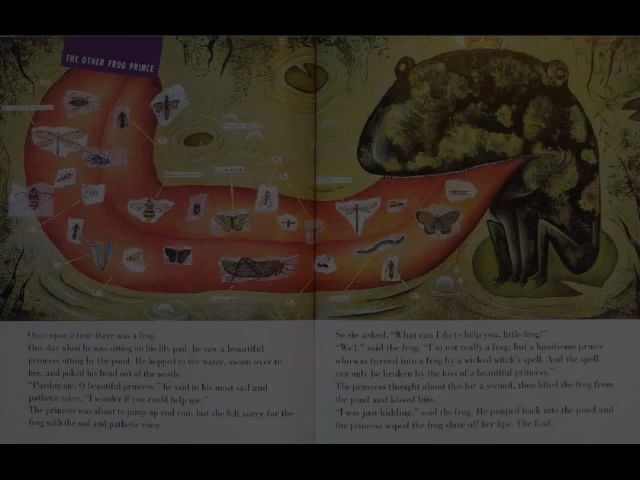 THE OTHER FROG PRINCE
Once upon a time there was a frog.
One day when he was sitting on his lily pad, he saw a beautiful
princess sitting by the pond. He hopped in the water, swam over to
her, and poked his head out of the weeds.
"Pardon me, O beautiful princess," he said in his most sad and
pathetic voice. "I wonder if you could help me."
The princess was about to jump up and run, but she felt sorry for the
frog with the sad and pathetic voice.
So she asked, "What can I do to help you, little frog?"
"Well," said the frog. "I'm not really a frog, but a handsome prince
who was turned into a frog by a wicked witch's spell. And the spell
can only be broken by the kiss of a beautiful princess."
The princess thought about this for a second, then lifted the frog from
the pond and kissed him.
"I was just kidding," said the frog. He jumped back into the pond and
the princess wiped the frog slime off her lips. The End.